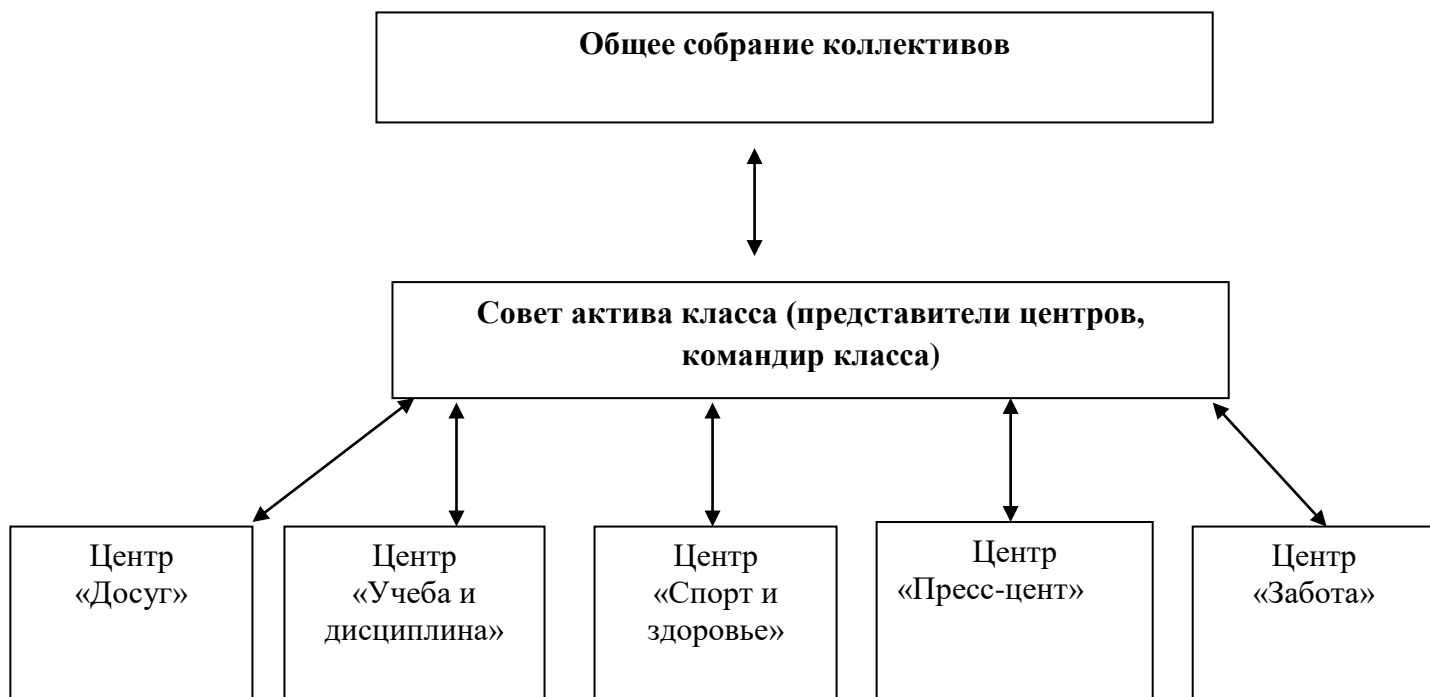 Общее собрание коллективов
Совет актива класса (представители центров,
командир класса)
Центр
«Досуг»
Центр
«Учеба и
дисциплина»
Центр
«Спорт и
здоровье»
Центр
«Пресс-цент»
Центр
«Забота»